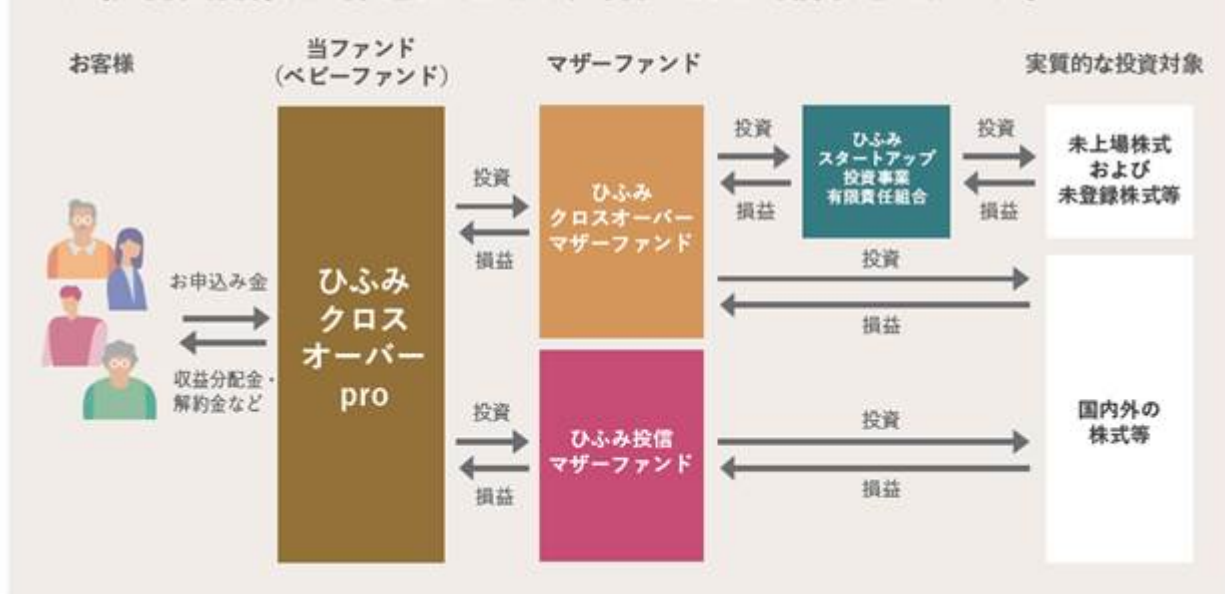 お客様
当ファンド
（ベビーファンド）
マザーファンド
実質的な投資対象
お申込み金
収益分配金・
解約金など
ひふみ
クロス
オーバー
pro
投資
損益
投資
損益
ひふみ
クロスオーバー
マザーファンド
ひふみ投信
マザーファンド
投資
損益
ひふみ
スタートアップ
投資事業
有限責任組合
投資
損益
投資
損益
投資
損益
未上場株式
および
未登録株式等
国内外の
株式等